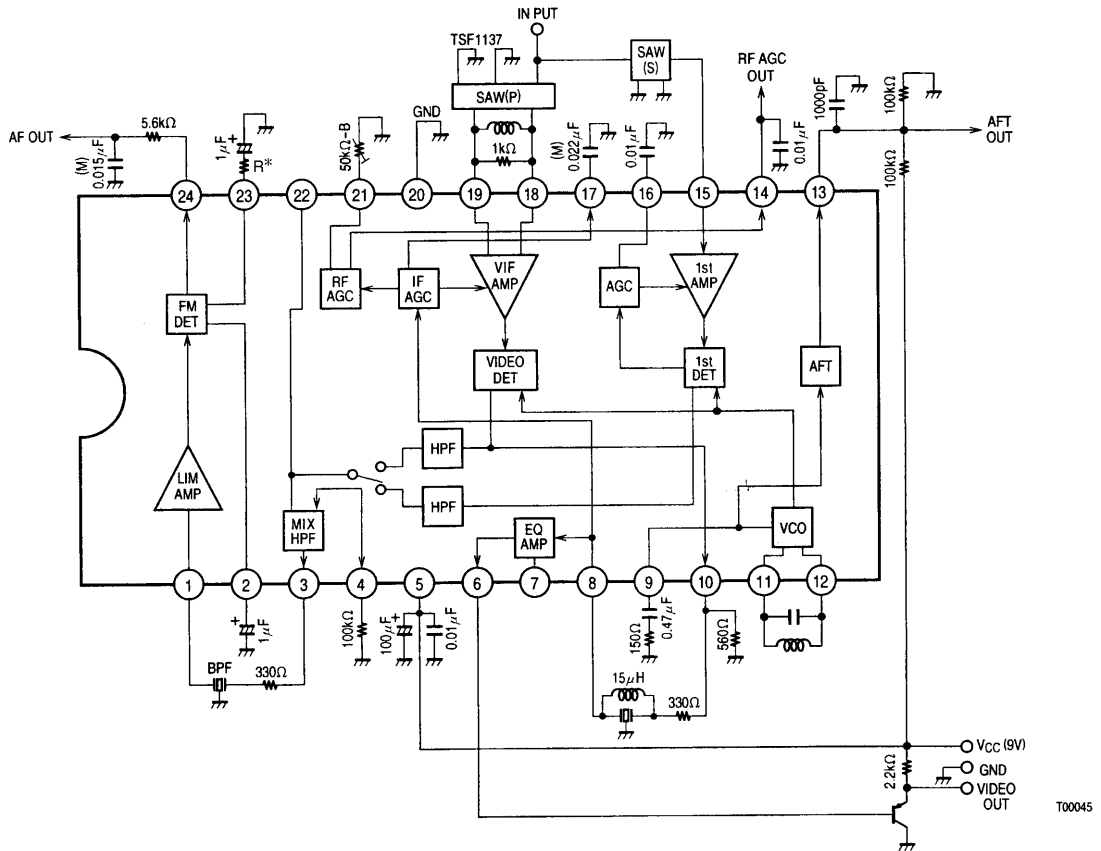 IN PUT
TSF1137
SAW
(S)
RF AGC
OUT
1000pF
100kΩ
SAW(P)
GND
AF OUT
5.6kΩ
(M)
0.015μF
1μF
+
R*
50kΩ-B
1kΩ
(M)
0.022μF
0.01μF
0.01μF
AFT
OUT
100kΩ
24
23
22
21
20
19
18
17
16
15
14
13
RF
AGC
IF
AGC
VIF
AMP
AGC
1st
AMP
FM
DET
VIDEO
DET
1st
DET
AFT
HPF
LIM
AMP
HPF
MIX
HPF
EQ
AMP
VCO
1
2
3
4
5
6
7
8
9
10
11
12
+
1μF
100kΩ
100μF
+
0.01μF
150Ω
0.47μF
560Ω
BPF
330Ω
15μH
330Ω
VCC (9V)
2.2kΩ
GND
VIDEO
OUT
T00045